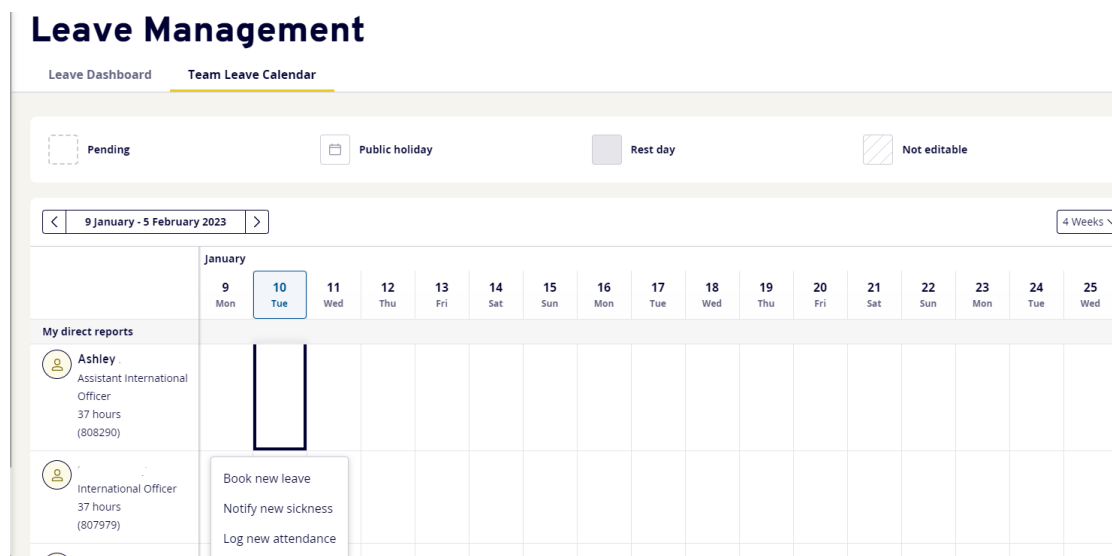 Leave Management
Leave Dashboard Team Leave Calendar
Pending Public holiday Rest day Not editable
9 January - 5 February 2023 4 Weeks
January
9 10 11 12 13 14 15 16 17 18 19 20 21 22 23 24 25
Mon Tue Wed Thu Fri Sat Sun Mon Tue Wed Thu Fri Sat Sun Mon Tue Wed
My direct reports
Ashley
Assistant International
Officer
37 hours
(808290)
International Officer
37 hours
(807979)
Book new leave
Notify new sickness
Log new attendance